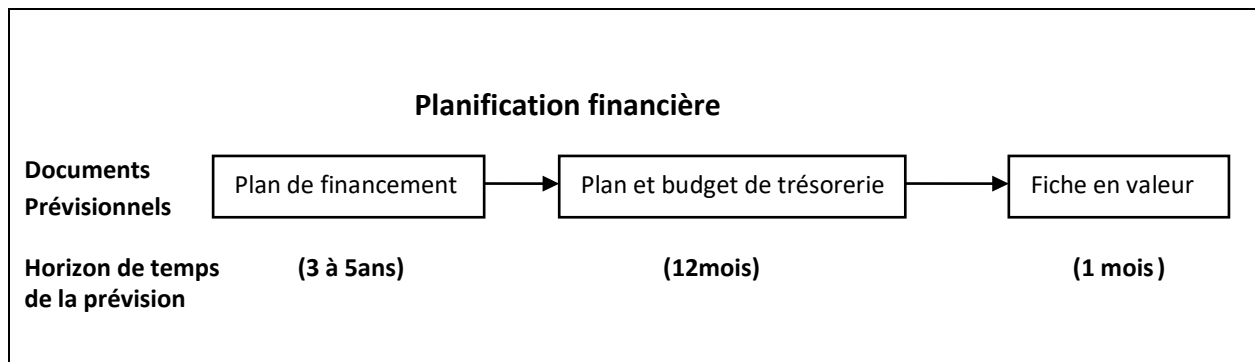 Planification financière
Documents
Prévisionnels
Plan de financement
Plan et budget de trésorerie
Fiche en valeur
Horizon de temps
de la prévision
(3 à 5ans)
(12mois)
(1 mois )